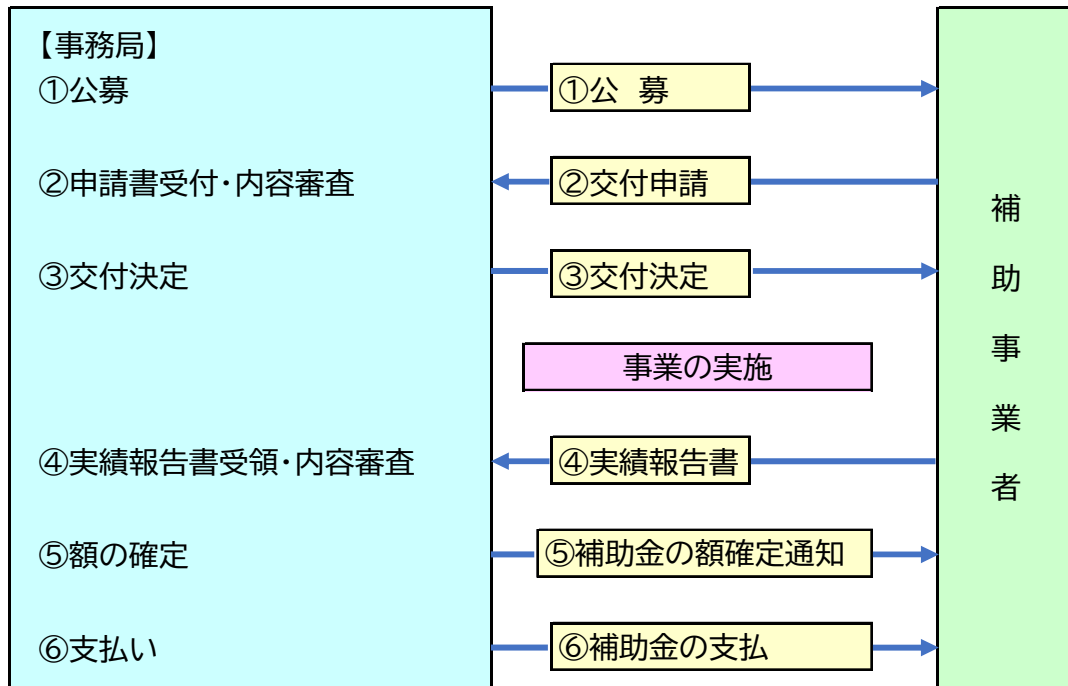 【事務局】
①公募
①公 募
②申請書受付・内容審査
②交付申請
③交付決定
③交付決定
事業の実施
④実績報告書受領・内容審査
④実績報告書
⑤額の確定
⑤補助金の額確定通知
⑥支払い
⑥補助金の支払
補助事業者